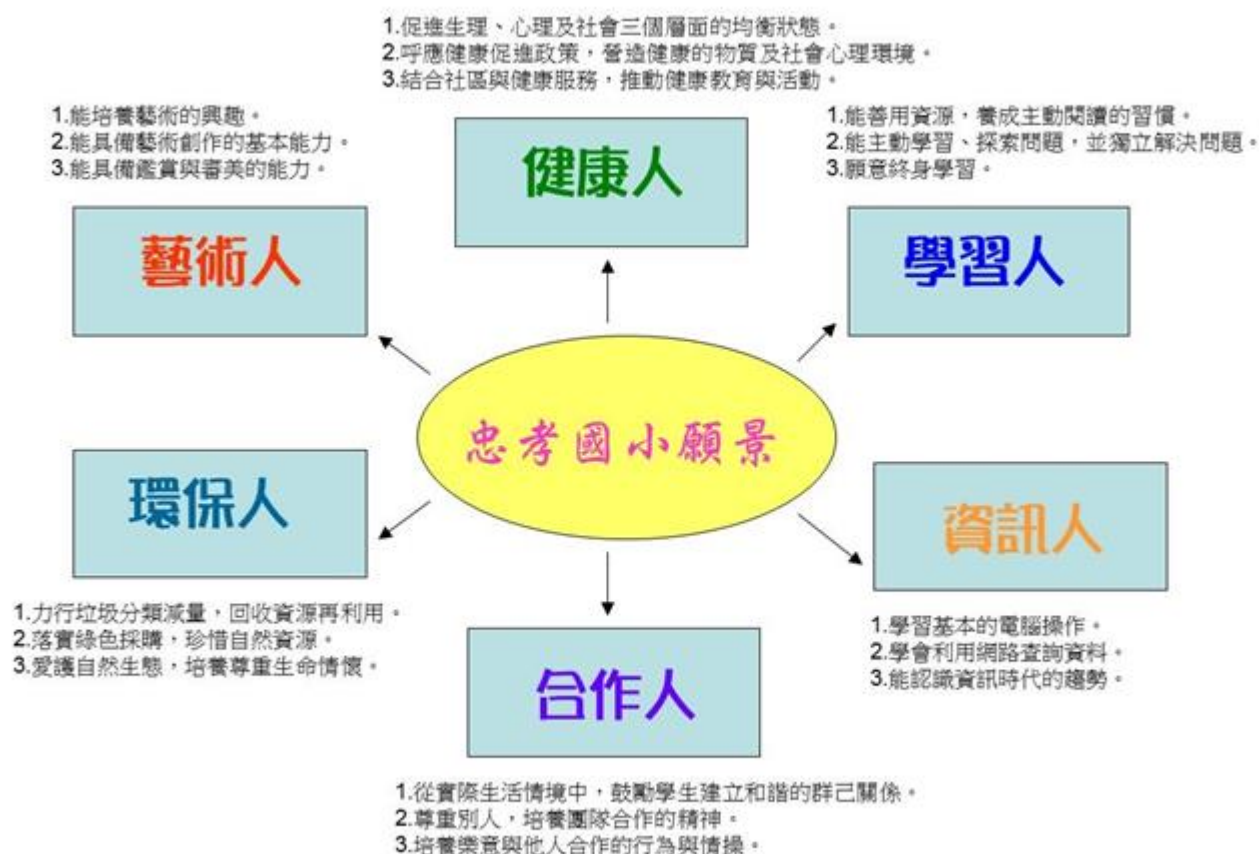 1.促進生理、心理及社會三個層面的均衡狀態。
2.呼應健康促進政策，營造健康的物質及社會心理環境。
3.結合社區與健康服務，推動健康教育與活動。
健康人
1.能培養藝術的興趣。
2.能具備藝術創作的基本能力。
3.能具備鑑賞與審美的能力。
藝術人
1.能善用資源，養成主動閱讀的習慣。
2.能主動學習、探索問題，並獨立解決問題。
3.願意終身學習。
學習人
忠孝國小願景
環保人
1.力行垃圾分類減量，回收資源再利用。
2.落實綠色採購，珍惜自然資源。
3.愛護自然生態，培養尊重生命情懷。
資訊人
1.學習基本的電腦操作。
2.學會利用網路查詢資料。
3.能認識資訊時代的趨勢。
合作人
1.從實際生活情境中，鼓勵學生建立和諧的群己關係。
2.尊重別人，培養團隊合作的精神。
3.培養樂意與他人合作的行為與情操。